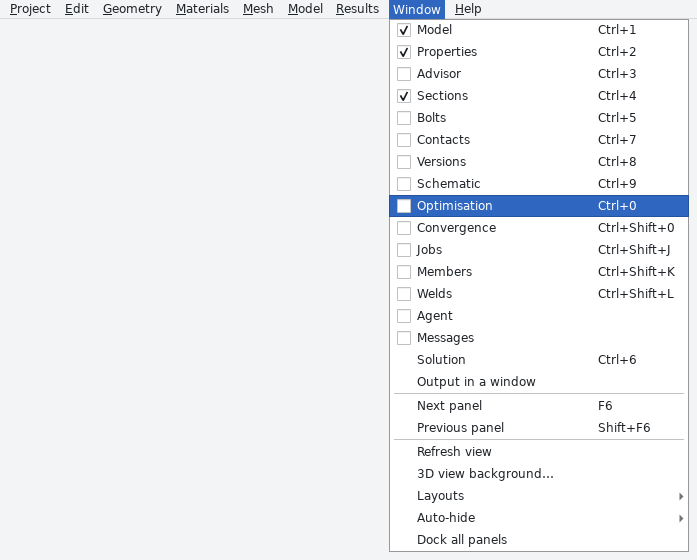 Project Edit Geometry Materials Mesh Model Results Window Help
Model Ctrl+1
Properties Ctrl+2
Advisor Ctrl+3
Sections Ctrl+4
Bolts Ctrl+5
Contacts Ctrl+7
Versions Ctrl+8
Schematic Ctrl+9
Optimisation Ctrl+0
Convergence Ctrl+Shift+0
Jobs Ctrl+Shift+J
Members Ctrl+Shift+K
Welds Ctrl+Shift+L
Agent
Messages
Solution Ctrl+6
Output in a window
Next panel F6
Previous panel Shift+F6
Refresh view
3D view background...
Layouts
Auto-hide
Dock all panels